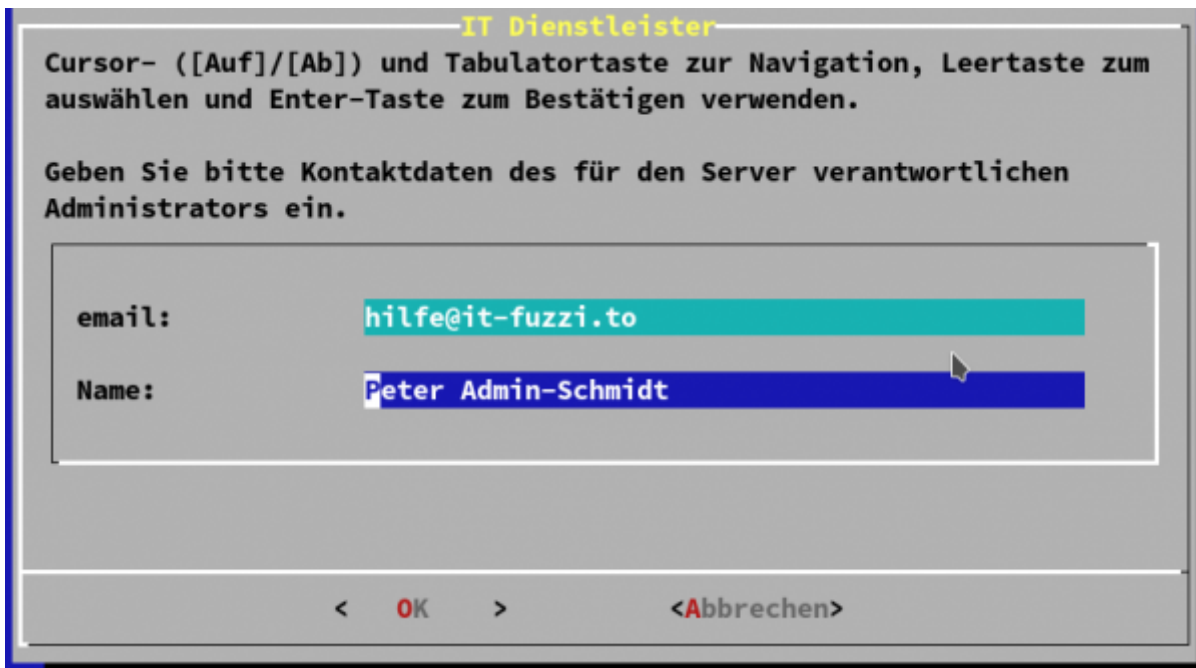 IT Dienstleister
Cursor- ([Auf]/[Ab]) und Tabulatortaste zur Navigation, Leertaste zum
auswählen und Enter-Taste zum Bestätigen verwenden.
Geben Sie bitte Kontaktdaten des für den Server verantwortlichen
Administrators ein.
email: hilfe@it-fuzzi.to
Name: Peter Admin-Schmidt
< OK > <Abbrechen>